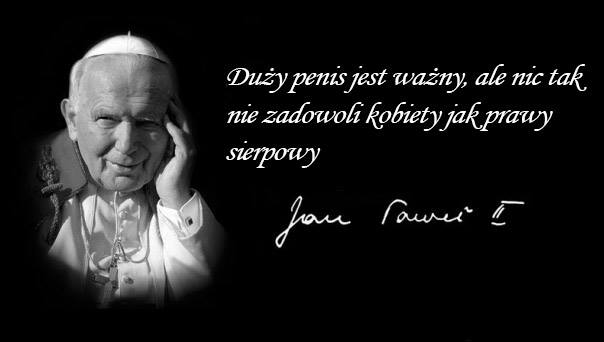 Duży penis jest ważny, ale nic tak
nie zadowoli kobiety jak prawy
sierpowy
Jan Paweł II